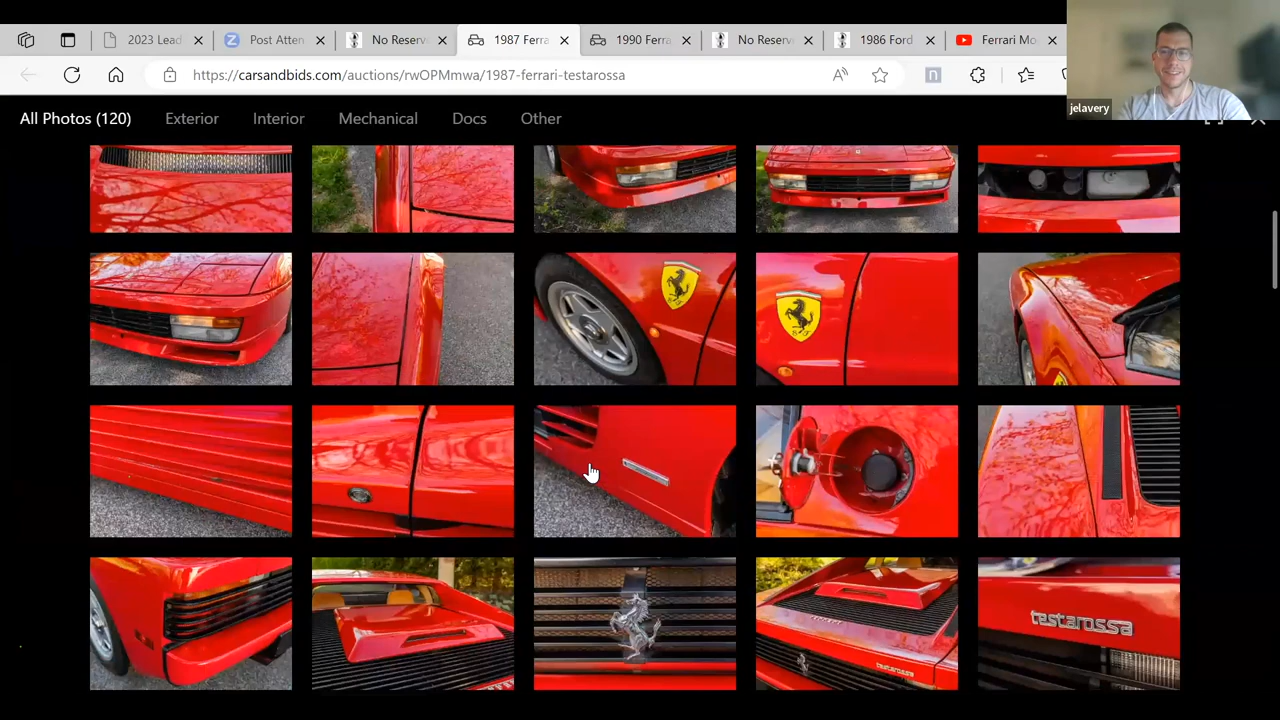 2023 Lead
Post Atten
No Reserv
1987 Ferra
1990 Ferra
No Reserv
1986 Ford
Ferrari Mo
https://carsandbids.com/auctions/rwOPMmwa/1987-ferrari-testarossa
jelavery
All Photos (120)
Exterior
Interior
Mechanical
Docs
Other
S F
S F
testarossa
testarossa